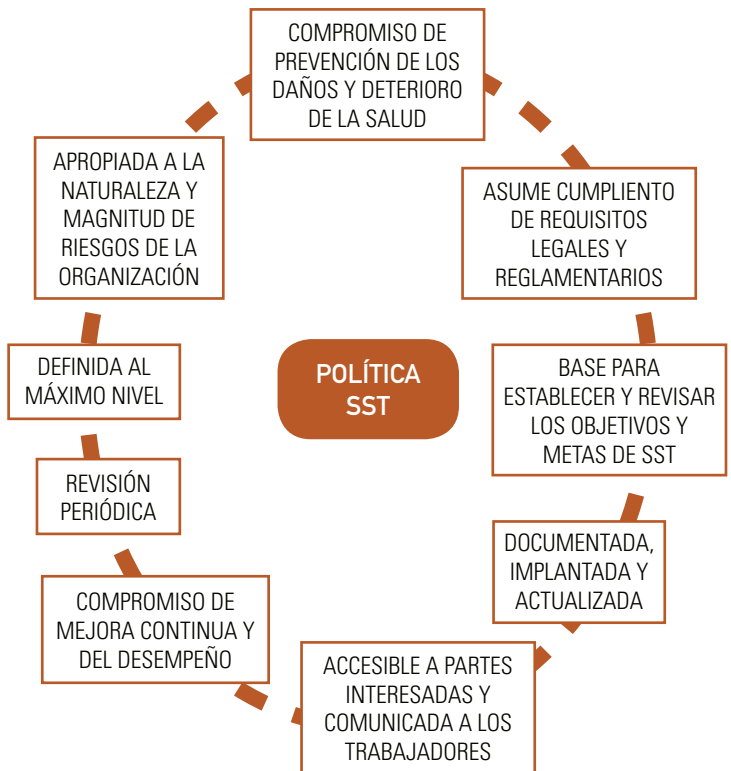 COMPROMISO DE
PREVENCIÓN DE LOS
DAÑOS Y DETERIORO
DE LA SALUD
ASUME CUMPLIENTO
DE REQUISITOS
LEGALES Y
REGLAMENTARIOS
BASE PARA
ESTABLECER Y REVISAR
LOS OBJETIVOS Y
METAS DE SST
DOCUMENTADA,
IMPLANTADA Y
ACTUALIZADA
ACCESIBLE A PARTES
INTERESADAS Y
COMUNICADA A LOS
TRABAJADORES
COMPROMISO DE
MEJORA CONTINUA Y
DEL DESEMPEÑO
REVISIÓN
PERIÓDICA
DEFINIDA AL
MÁXIMO NIVEL
APROPIADA A LA
NATURALEZA Y
MAGNITUD DE
RIESGOS DE LA
ORGANIZACIÓN
POLÍTICA
SST